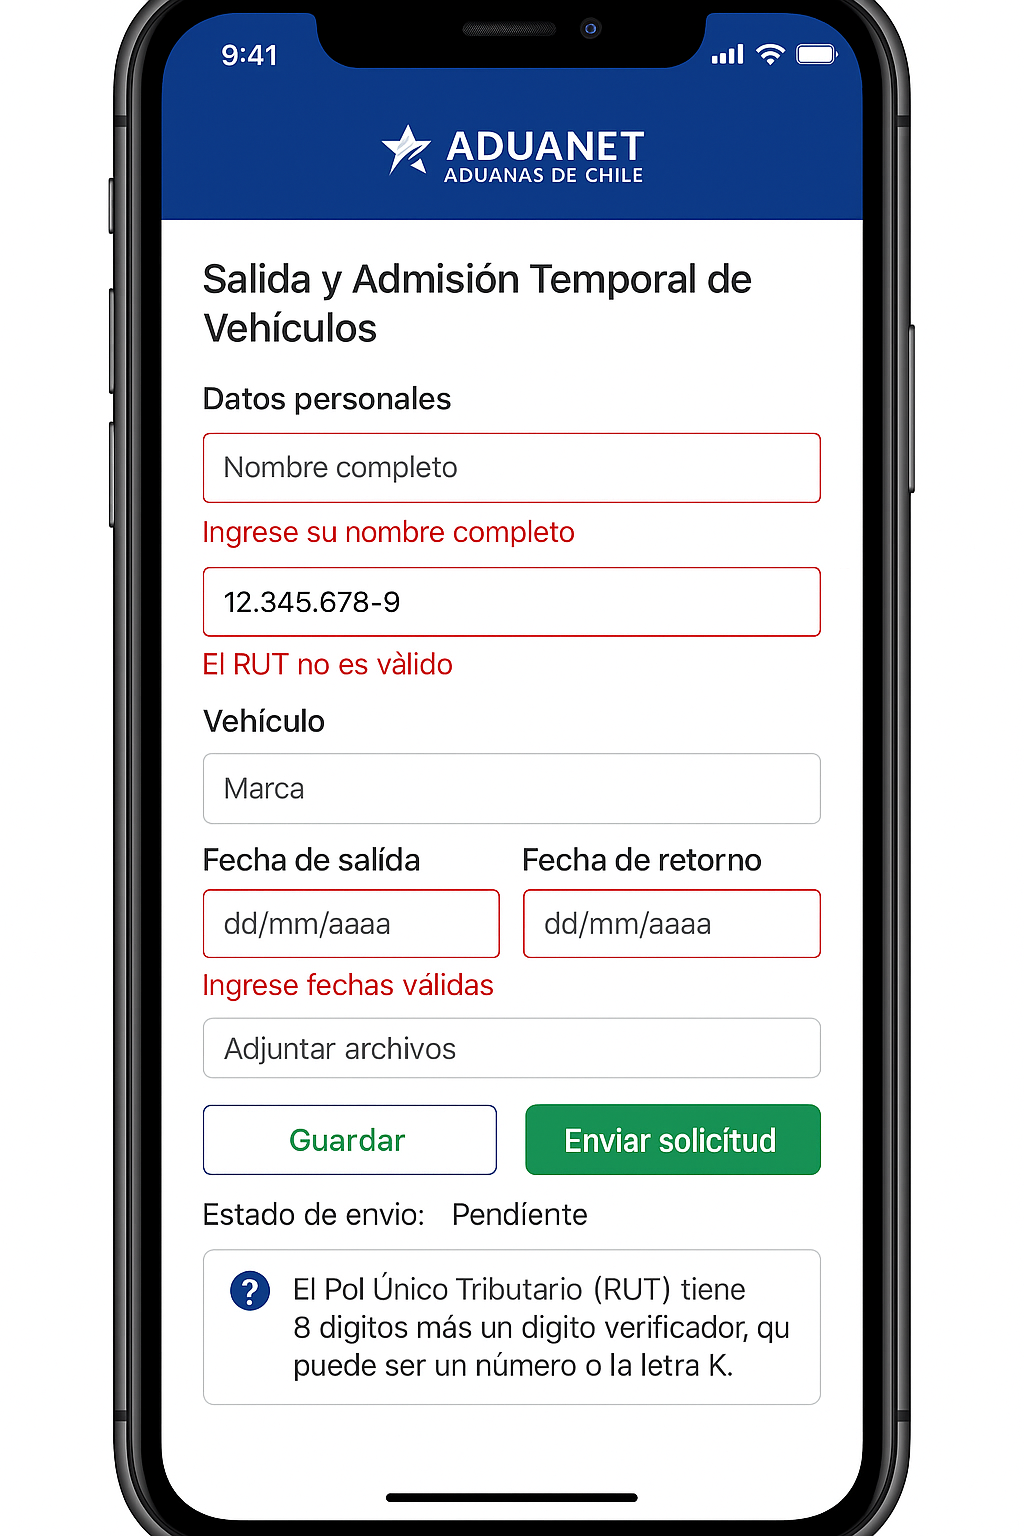 9:41
ADUANET
ADUANAS DE CHILE
Salida y Admisión Temporal de
Vehículos
Datos personales
Nombre completo
Ingrese su nombre completo
12.345.678-9
El RUT no es vàlido
Vehículo
Marca
Fecha de salída Fecha de retorno
dd/mm/aaaa dd/mm/aaaa
Ingrese fechas válidas
Adjuntar archivos
Guardar Enviar solicítud
Estado de envio: Pendíente
? El Pol Único Tributario (RUT) tiene
8 digitos más un digito verificador, qu
puede ser un número o la letra K.